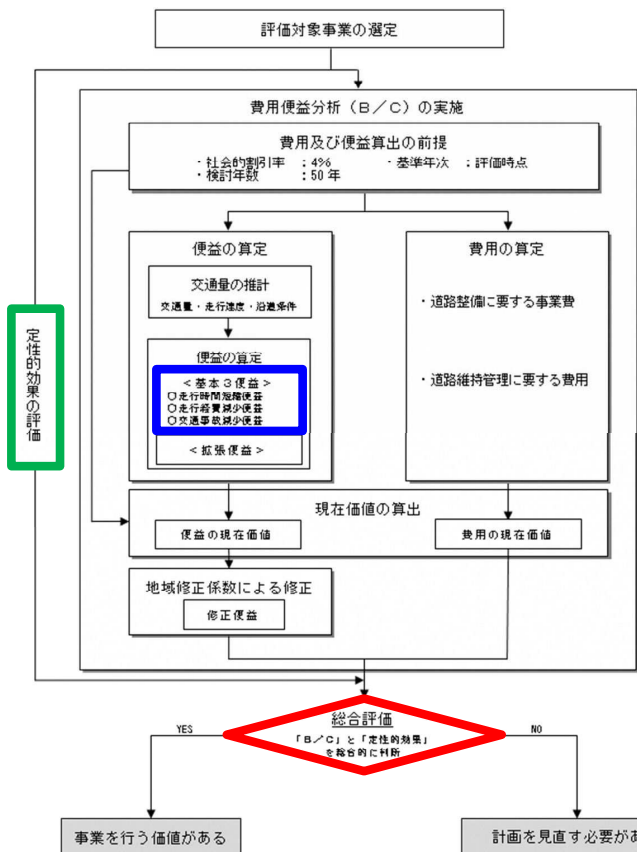 評価対象事業の選定
費用便益分析(B/C)の実施
費用及び便益算出の前提
・社会的割引率 :4% ・基準年次 :評価時点
・検討年数 :50年
便益の算定
費用の算定
交通量の推計
交通量・走行速度・沿道条件
・道路整備に要する事業費
便益の算定
<基本3便益>
○走行時間短縮便益
○走行経費減少便益
○交通事故減少便益
・道路維持管理に要する費用
<拡張便益>
定性的効果の評価
現在価値の算出
便益の現在価値
費用の現在価値
地域修正係数による修正
修正便益
総合評価
YES
NO
「B/C」と「定性的効果」
を総合的に判断
事業を行う価値がある
計画を見直す必要があ